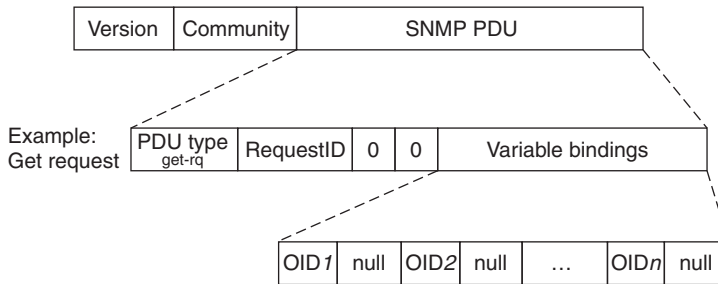 Version Community SNMP PDU
Example:
Get request
PDU type
get-rq
RequestID 0 0 Variable bindings
OID1 null OID2 null ... OIDn null